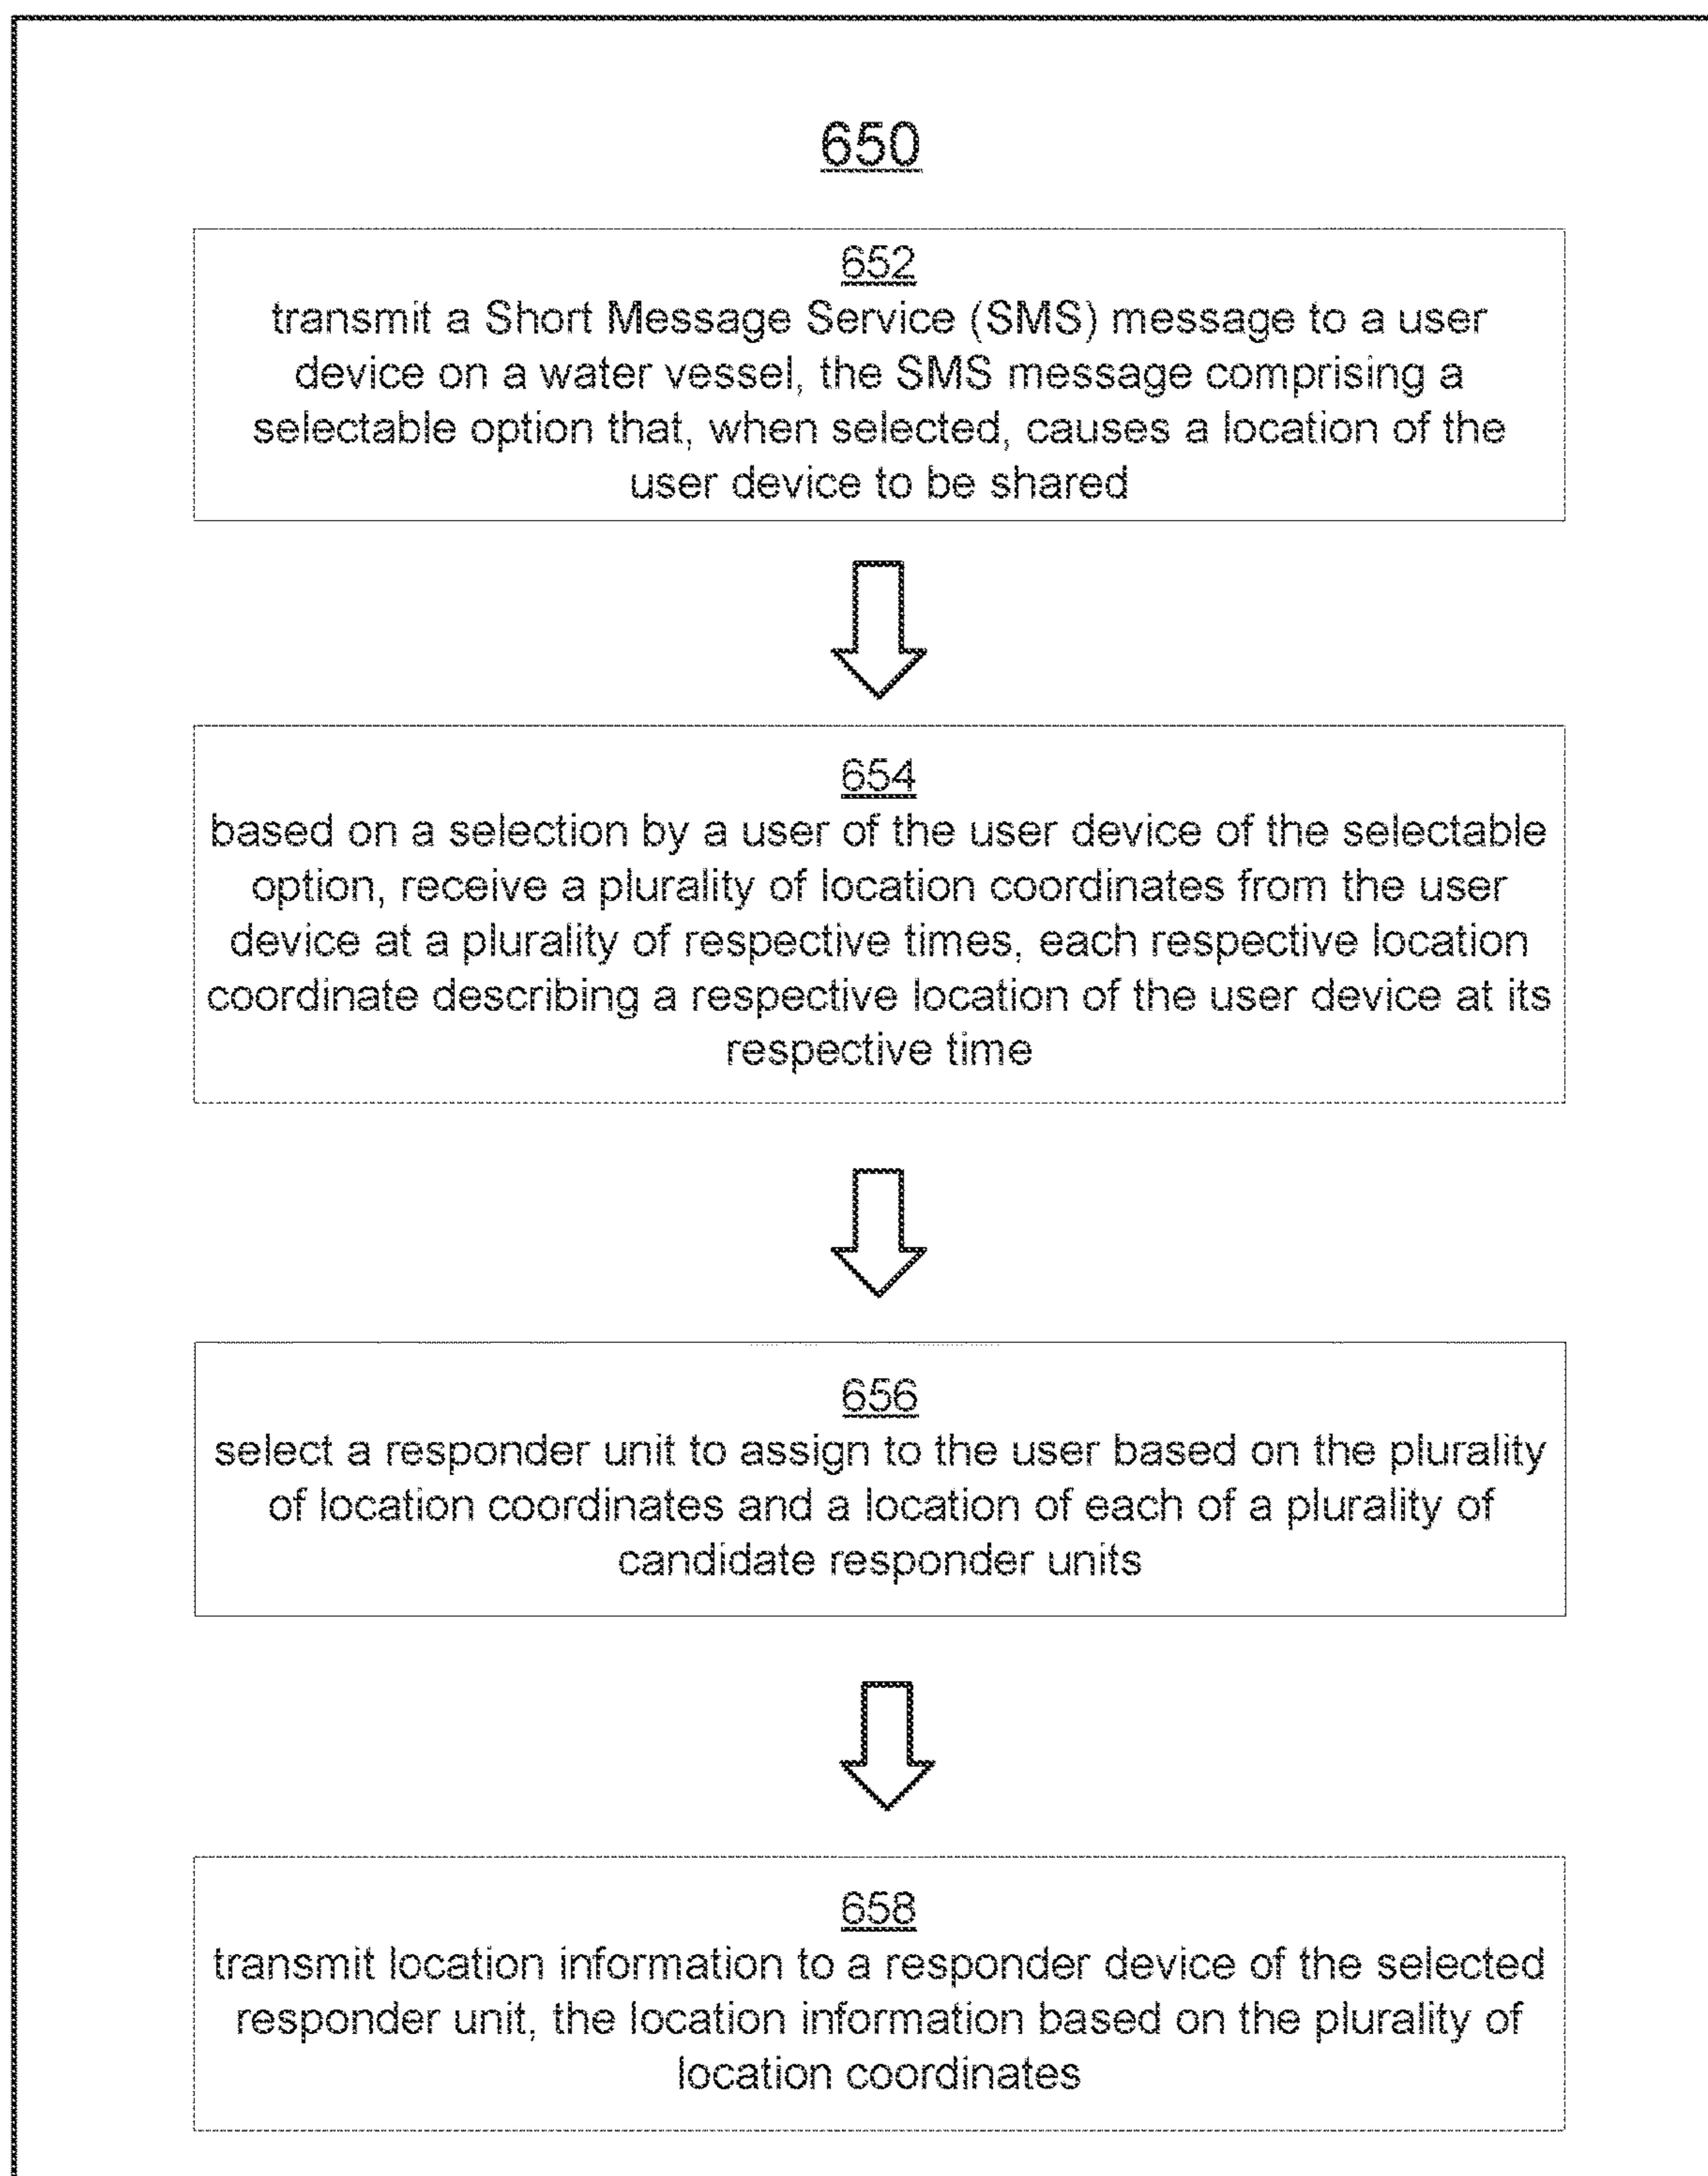 650
652
transmit a Short Message Service (SMS) message to a user
device on a water vessel, the SMS message comprising a
selectable option that, when selected, causes a location of the
user device to be shared
654
based on a selection by a user of the user device of the selectable
option, receive a plurality of location coordinates from the user
device at a plurality of respective times, each respective location
coordinate describing a respective location of the user device at its
respective time
656
select a responder unit to assign to the user based on the plurality
of location coordinates and a location of each of a plurality of
candidate responder units
658
transmit location information to a responder device of the selected
responder unit, the location information based on the plurality of
location coordinates